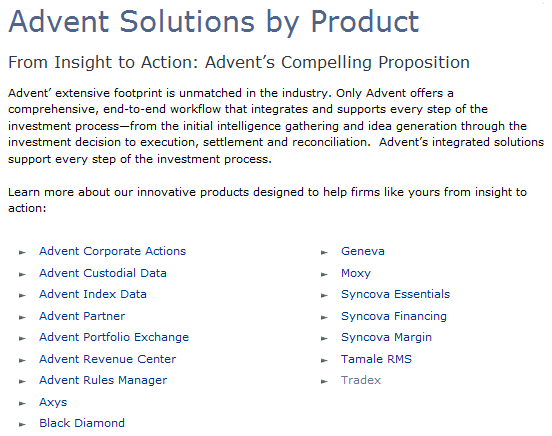 Advent Solutions by Product
From Insight to Action: Advent's Compelling Proposition
Advent' extensive footprint is unmatched in the industry. Only Advent offers a
comprehensive, end-to-end workflow that integrates and supports every step of the
investment process—from the initial intelligence gathering and idea generation through the
investment decision to execution, settlement and reconciliation.  Advent's integrated solutions
support every step of the investment process.
Learn more about our innovative products designed to help firms like yours from insight to
action:
► Advent Corporate Actions
► Advent Custodial Data
► Advent Index Data
► Advent Partner
► Advent Portfolio Exchange
► Advent Revenue Center
► Advent Rules Manager
► Axys
► Black Diamond
► Geneva
► Moxy
► Syncova Essentials
► Syncova Financing
► Syncova Margin
► Tamale RMS
► Tradex